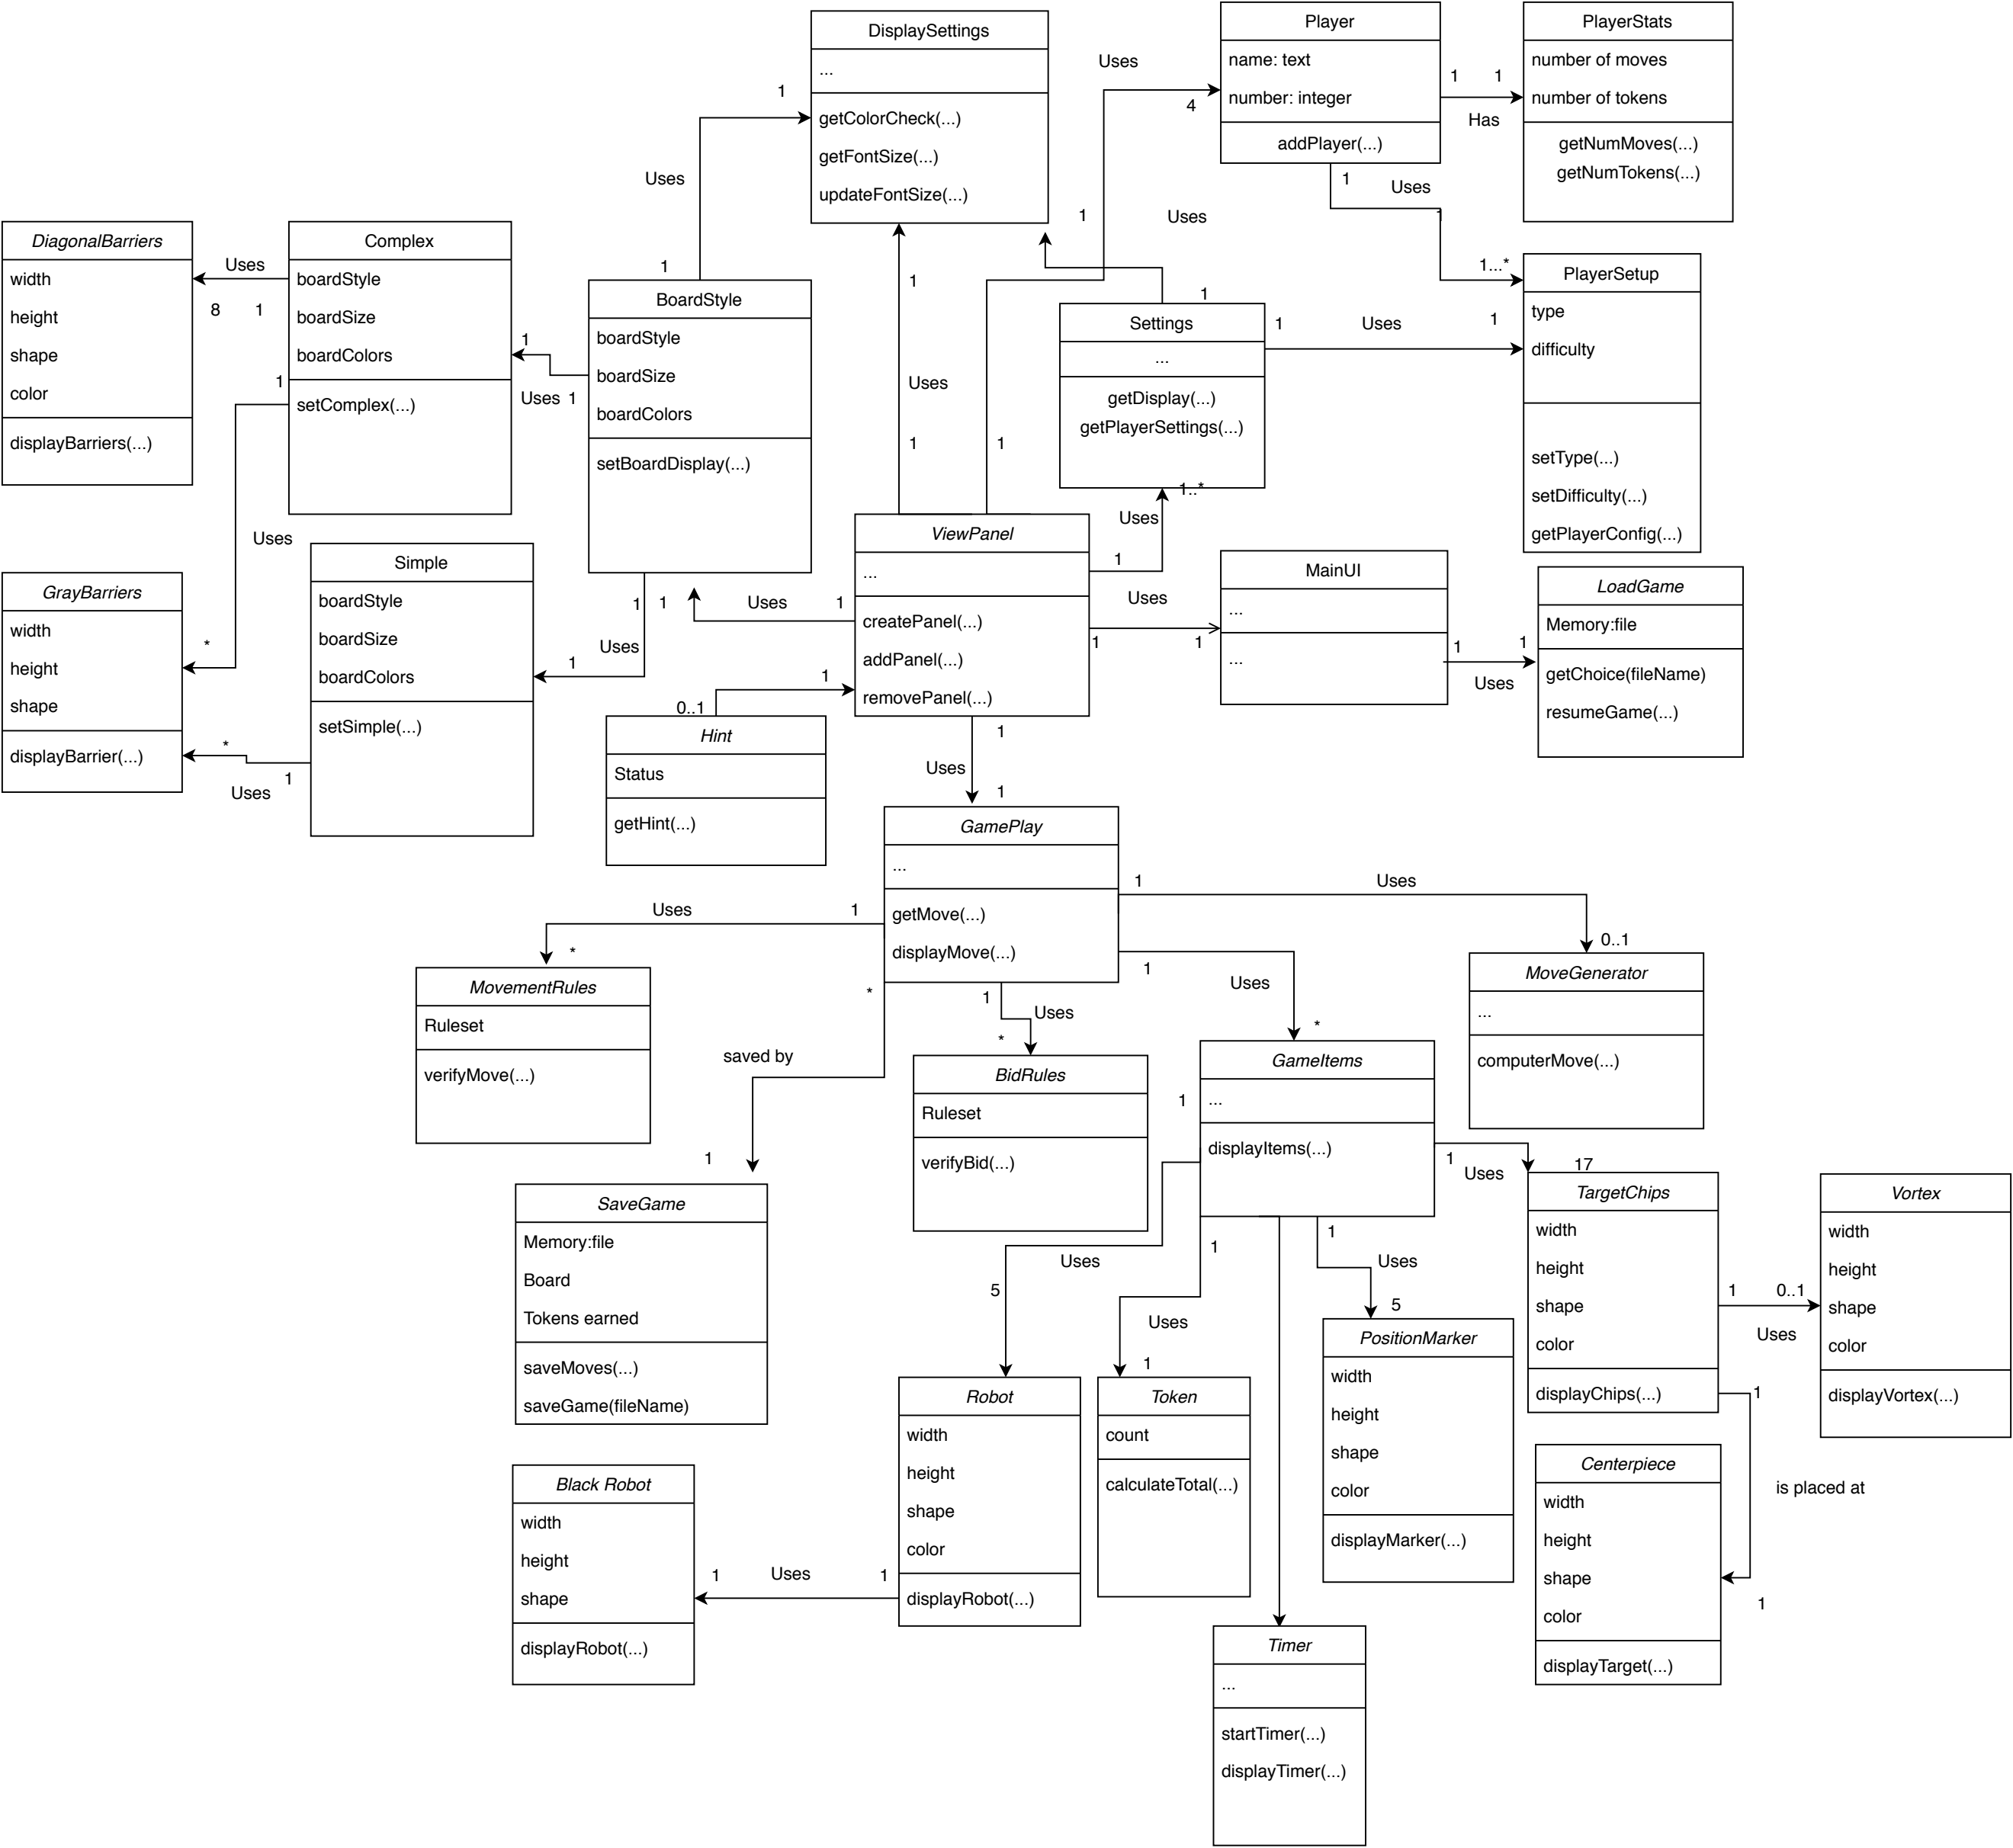 DisplaySettings
...
getColorCheck(...)
getFontSize(...)
updateFontSize(...)
Player
name: text
number: integer
addPlayer(...)
PlayerStats
number of moves
number of tokens
getNumMoves(...)
getNumTokens(...)
1
1
Has
Uses
4
1
1
Uses
1
Uses
1
1
1...*
Uses
1
1
Uses
1
1
Uses
1
DiagonalBarriers
width
height
shape
color
displayBarriers(...)
Uses
8
1
Complex
boardStyle
boardSize
boardColors
setComplex(...)
1
1
Uses
1
BoardStyle
boardStyle
boardSize
boardColors
setBoardDisplay(...)
Settings
...
getDisplay(...)
getPlayerSettings(...)
1
Uses
1
PlayerSetup
type
difficulty
setType(...)
setDifficulty(...)
getPlayerConfig(...)
1..*
Uses
1
Uses
GrayBarriers
width
height
shape
displayBarrier(...)
*
*
Uses
1
Simple
boardStyle
boardSize
boardColors
setSimple(...)
1
Uses
1
1
Uses
1
ViewPanel
...
createPanel(...)
addPanel(...)
removePanel(...)
Uses
1
1
MainUI
...
...
1
1
Uses
LoadGame
Memory:file
getChoice(fileName)
resumeGame(...)
1
0..1
Hint
Status
getHint(...)
1
Uses
1
GamePlay
...
getMove(...)
displayMove(...)
1
Uses
0..1
Uses
1
*
MovementRules
Ruleset
verifyMove(...)
*
saved by
1
1
Uses
*
BidRules
Ruleset
verifyBid(...)
1
Uses
*
GameItems
...
displayItems(...)
MoveGenerator
...
computerMove(...)
1
Uses
5
1
Uses
1
1
Uses
5
1
Uses
17
SaveGame
Memory:file
Board
Tokens earned
saveMoves(...)
saveGame(fileName)
TargetChips
width
height
shape
color
displayChips(...)
1
0..1
Uses
Vortex
width
height
shape
color
displayVortex(...)
Robot
width
height
shape
color
displayRobot(...)
Token
count
calculateTotal(...)
PositionMarker
width
height
shape
color
displayMarker(...)
1
is placed at
1
Centerpiece
width
height
shape
color
displayTarget(...)
Black Robot
width
height
shape
displayRobot(...)
1
Uses
1
Timer
...
startTimer(...)
displayTimer(...)